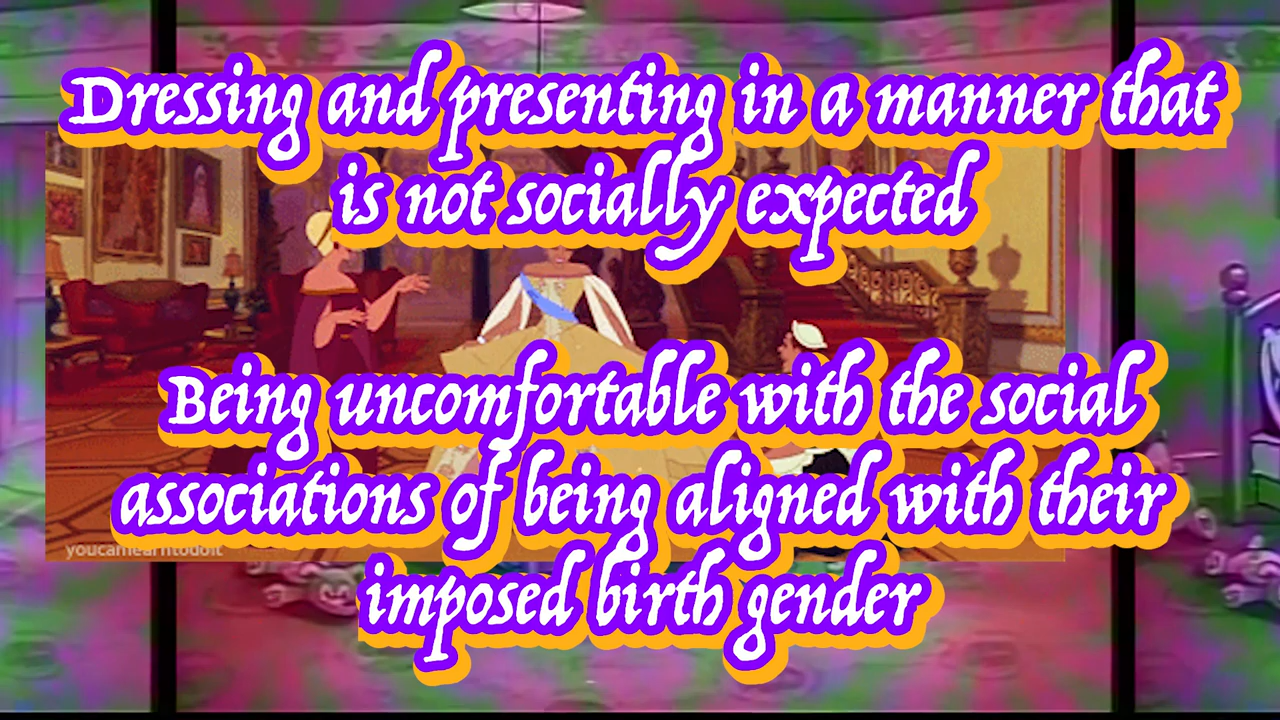 Dressing and presenting in a manner that
is not socially expected
Being uncomfortable with the social
associations of being aligned with their
imposed birth gender
youcanlearntodoit